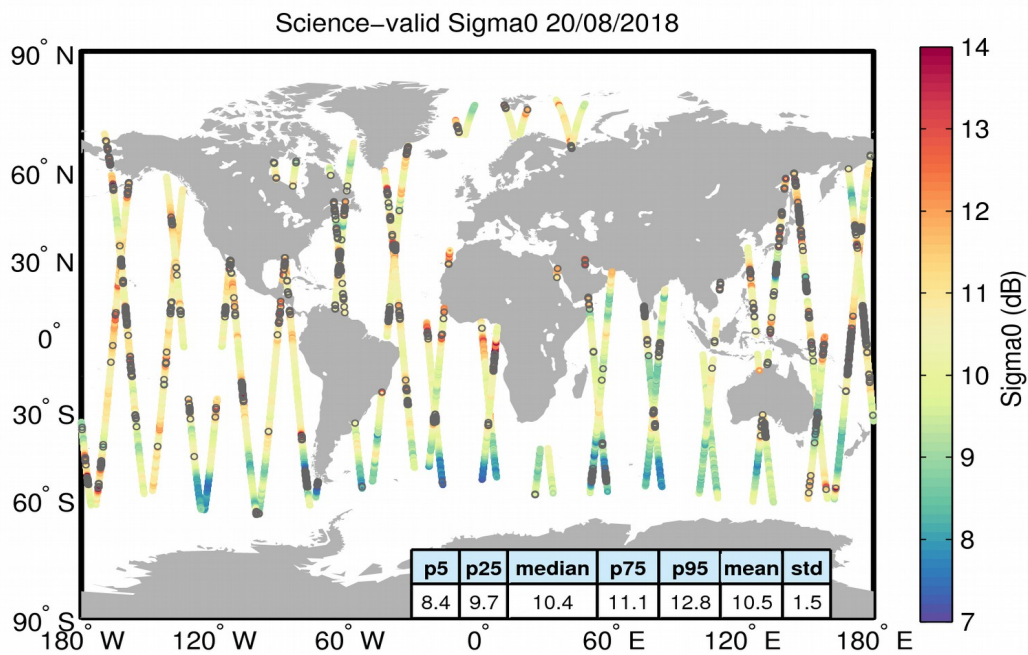 Science−valid Sigma0 20/08/2018
90° N
60° N
30° N
0°
30° S
60° S
90° S
180° W
120° W
60° W
0°
60° E
120° E
180° E
p5 p25 median p75 p95 mean std
8.4 9.7 10.4 11.1 12.8 10.5 1.5
14
13
12
11
10
9
8
7
Sigma0 (dB)